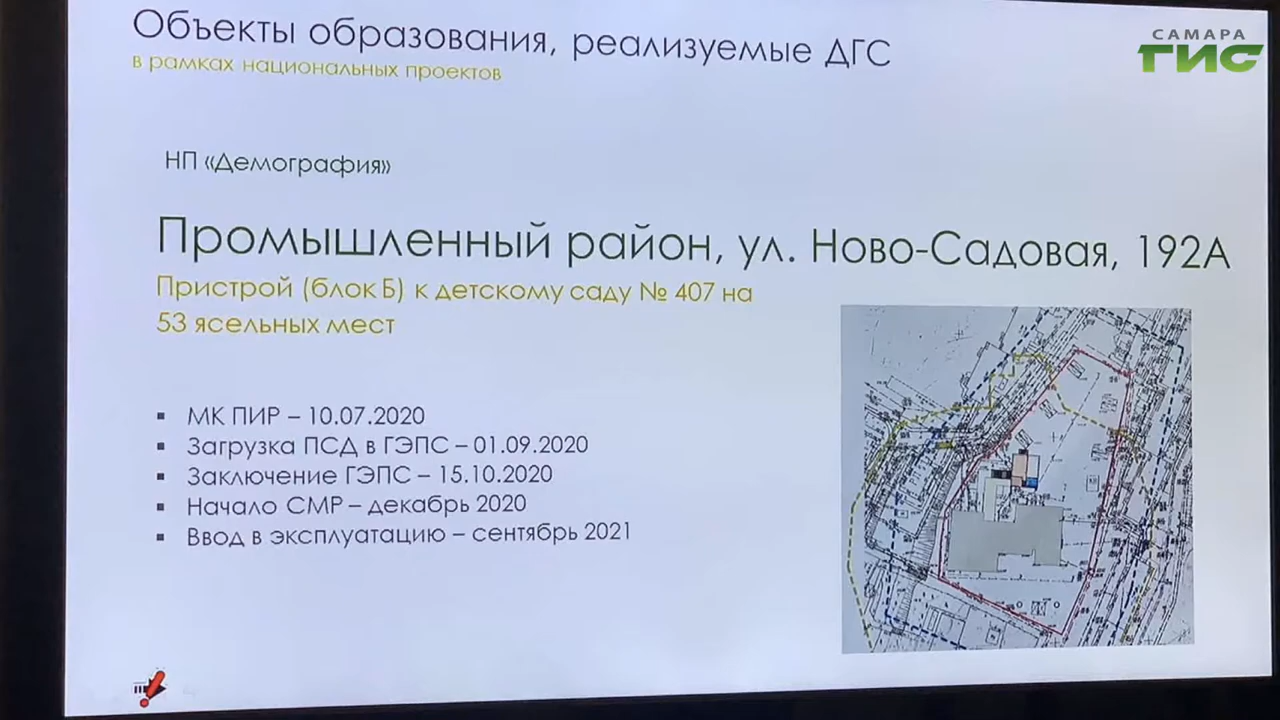 Объекты образования, реализуемые ДГС
в рамках национальных проектов
САМАРА
ГИС
НП «Демография»
Промышленный район, ул. Ново-Садовая, 192А
Пристрой (блок Б) к детскому саду № 407 на
53 ясельных мест
▪ МК ПИР – 10.07.2020
▪ Загрузка ПСД в ГЭПС – 01.09.2020
▪ Заключение ГЭПС – 15.10.2020
▪ Начало СМР – декабрь 2020
▪ Ввод в эксплуатацию – сентябрь 2021